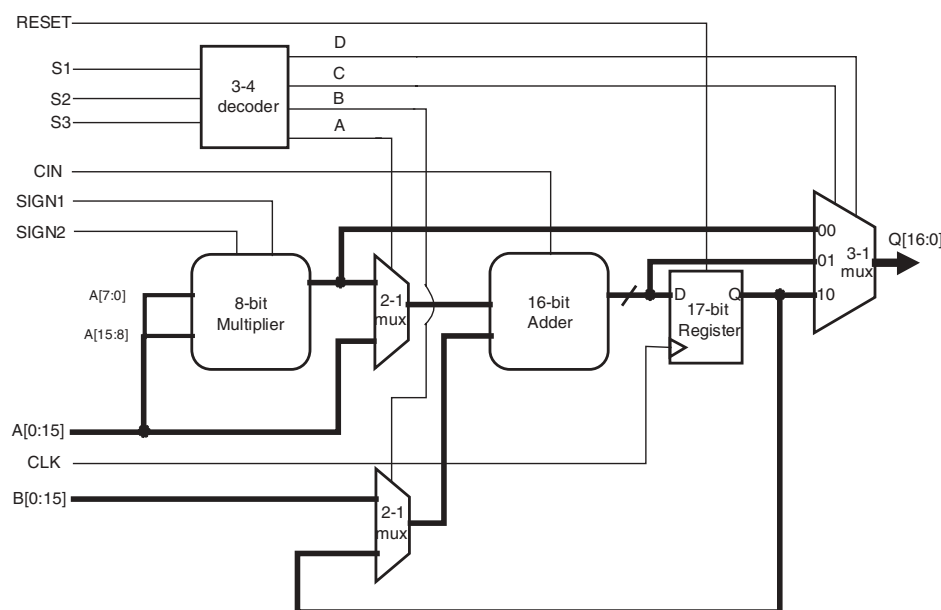 RESET
D
S1
3-4
decoder
C
S2
B
S3
A
CIN
SIGN1
SIGN2
00
Q[16:0]
01
3-1
mux
10
A[7:0]
A[15:8]
8-bit
Multiplier
2-1
mux
16-bit
Adder
D
Q
17-bit
Register
A[0:15]
CLK
B[0:15]
2-1
mux